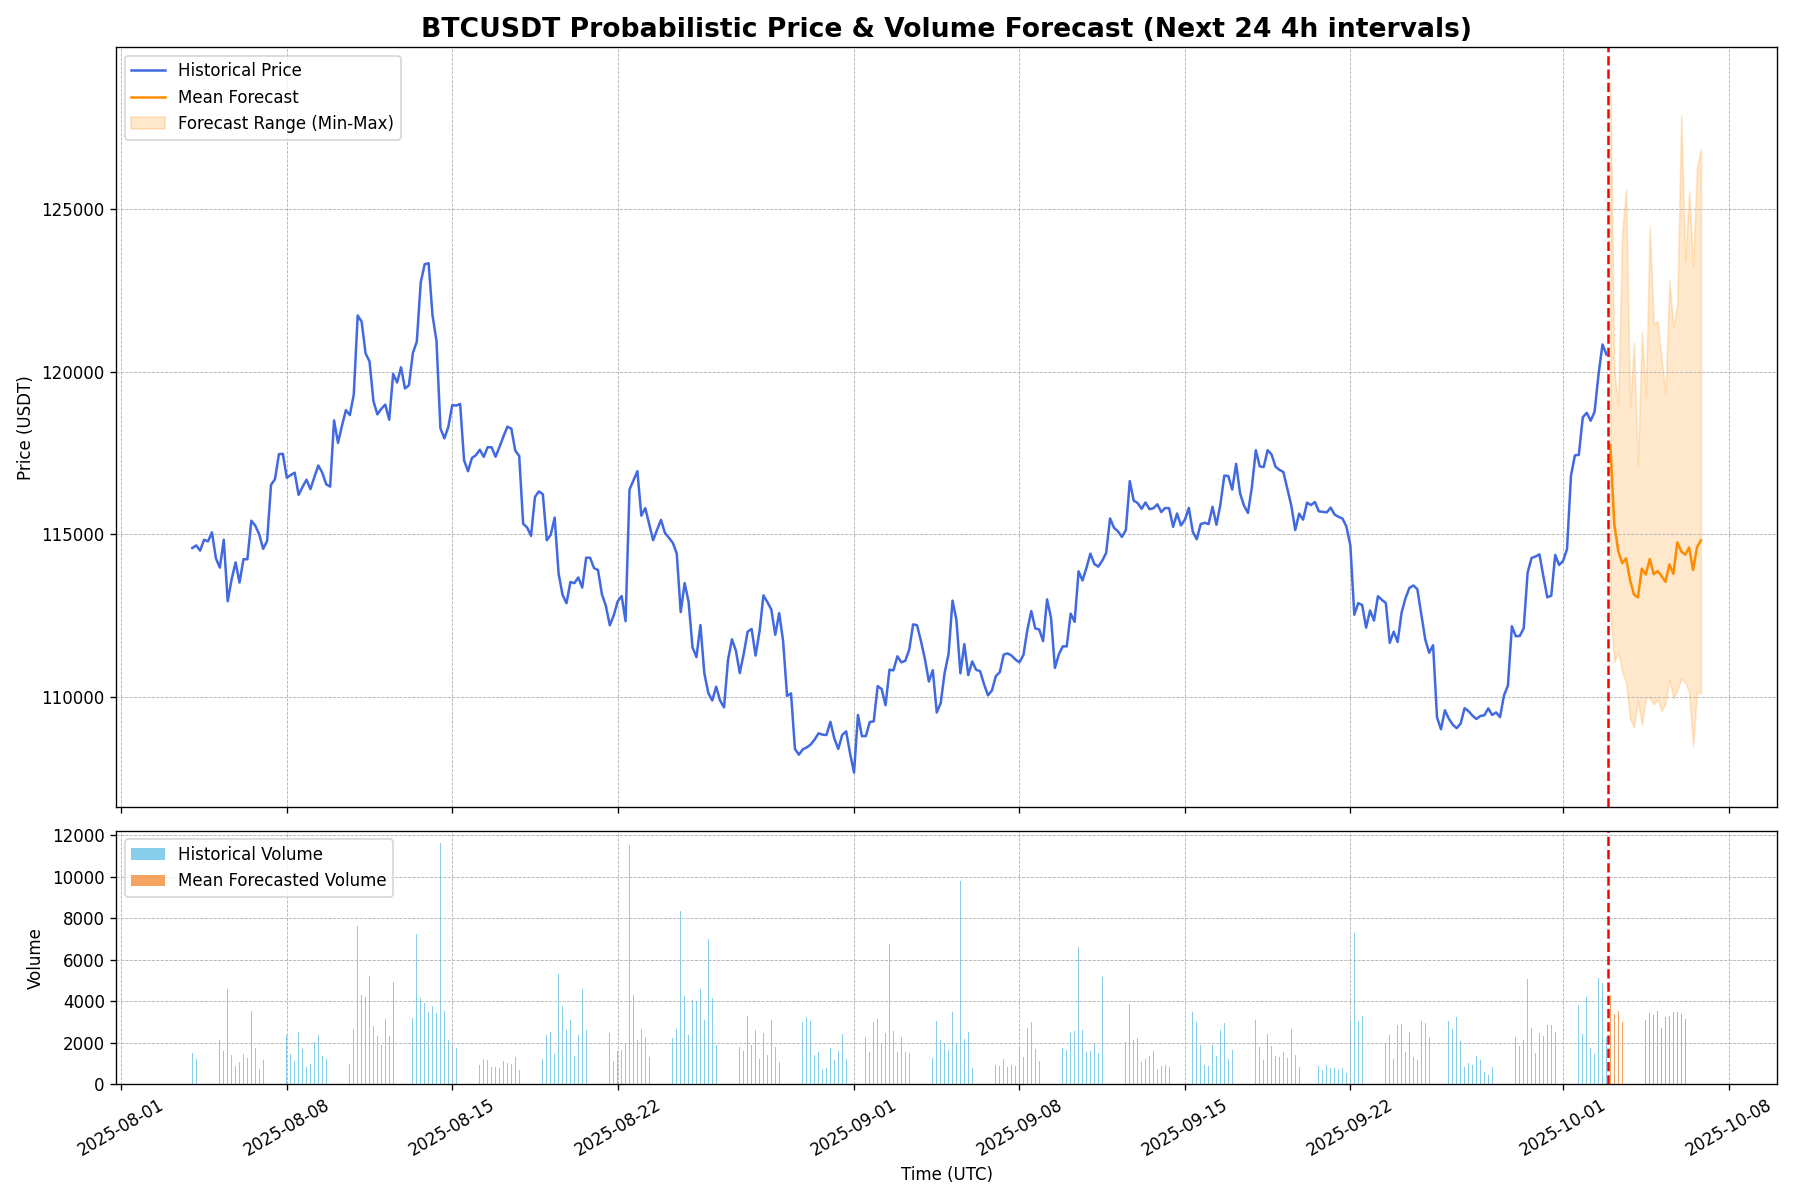 BTCUSDT Probabilistic Price & Volume Forecast (Next 24 4h intervals)
Historical Price
Mean Forecast
Forecast Range (Min-Max)
Price (USDT)
125000
120000
115000
110000
Historical Volume
Mean Forecasted Volume
Volume
12000
10000
8000
6000
4000
2000
0
2025-08-01
2025-08-08
2025-08-15
2025-08-22
2025-09-01
2025-09-08
2025-09-15
2025-09-22
2025-10-01
2025-10-08
Time (UTC)